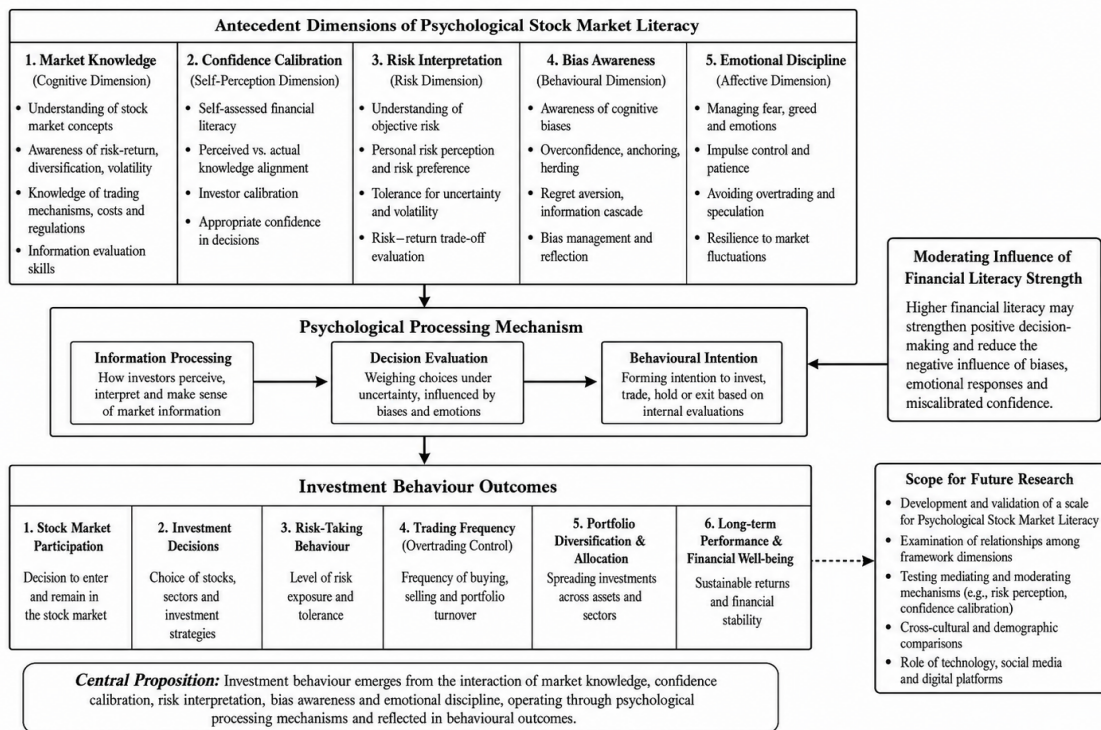 Antecedent Dimensions of Psychological Stock Market Literacy
1. Market Knowledge
(Cognitive Dimension)
• Understanding of stock
market concepts
• Awareness of risk-return,
diversification, volatility
• Knowledge of trading
mechanisms, costs and
regulations
• Information evaluation
skills
2. Confidence Calibration
(Self-Perception Dimension)
• Self-assessed financial
literacy
• Perceived vs. actual
knowledge alignment
• Investor calibration
• Appropriate confidence
in decisions
3. Risk Interpretation
(Risk Dimension)
• Understanding of
objective risk
• Personal risk perception
and risk preference
• Tolerance for uncertainty
and volatility
• Risk–return trade-off
evaluation
4. Bias Awareness
(Behavioural Dimension)
• Awareness of cognitive
biases
• Overconfidence, anchoring,
herding
• Regret aversion,
information cascade
• Bias management and
reflection
5. Emotional Discipline
(Affective Dimension)
• Managing fear, greed
and emotions
• Impulse control and
patience
• Avoiding overtrading and
speculation
• Resilience to market
fluctuations
Moderating Influence of
Financial Literacy Strength
Higher financial literacy may
strengthen positive decision-
making and reduce the
negative influence of biases,
emotional responses and
miscalibrated confidence.
Psychological Processing Mechanism
Information Processing
How investors perceive,
interpret and make sense
of market information
Decision Evaluation
Weighing choices under
uncertainty, influenced by
biases and emotions
Behavioural Intention
Forming intention to invest,
trade, hold or exit based on
internal evaluations
Investment Behaviour Outcomes
1. Stock Market
Participation
Decision to enter
and remain in
the stock market
2. Investment
Decisions
Choice of stocks,
sectors and
investment
strategies
3. Risk-Taking
Behaviour
Level of risk
exposure and
tolerance
4. Trading Frequency
(Overtrading Control)
Frequency of buying,
selling and portfolio
turnover
5. Portfolio
Diversification &
Allocation
Spreading investments
across assets and
sectors
6. Long-term
Performance &
Financial Well-being
Sustainable returns
and financial
stability
Scope for Future Research
• Development and validation of a scale
for Psychological Stock Market Literacy
• Examination of relationships among
framework dimensions
• Testing mediating and moderating
mechanisms (e.g., risk perception,
confidence calibration)
• Cross-cultural and demographic
comparisons
• Role of technology, social media
and digital platforms
Central Proposition: Investment behaviour emerges from the interaction of market knowledge, confidence
calibration, risk interpretation, bias awareness and emotional discipline, operating through psychological
processing mechanisms and reflected in behavioural outcomes.